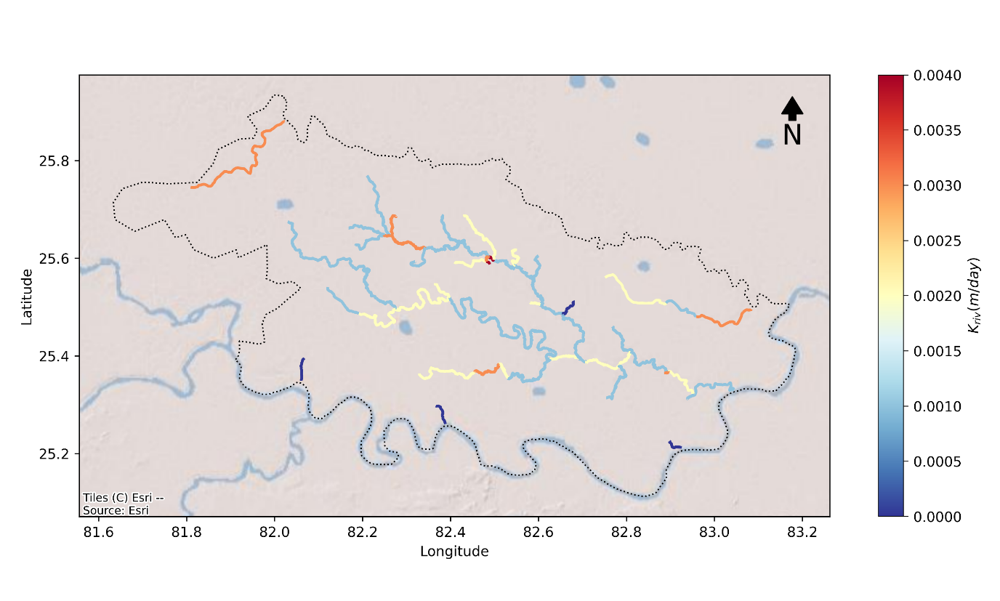 N
25.8
25.6
25.4
25.2
Latitude
Tiles (C) Esri --
Source: Esri
81.6 81.8 82.0 82.2 82.4 82.6 82.8 83.0 83.2
Longitude
0.0040
0.0035
0.0030
0.0025
0.0020
0.0015
0.0010
0.0005
0.0000
K_riv(m/day)